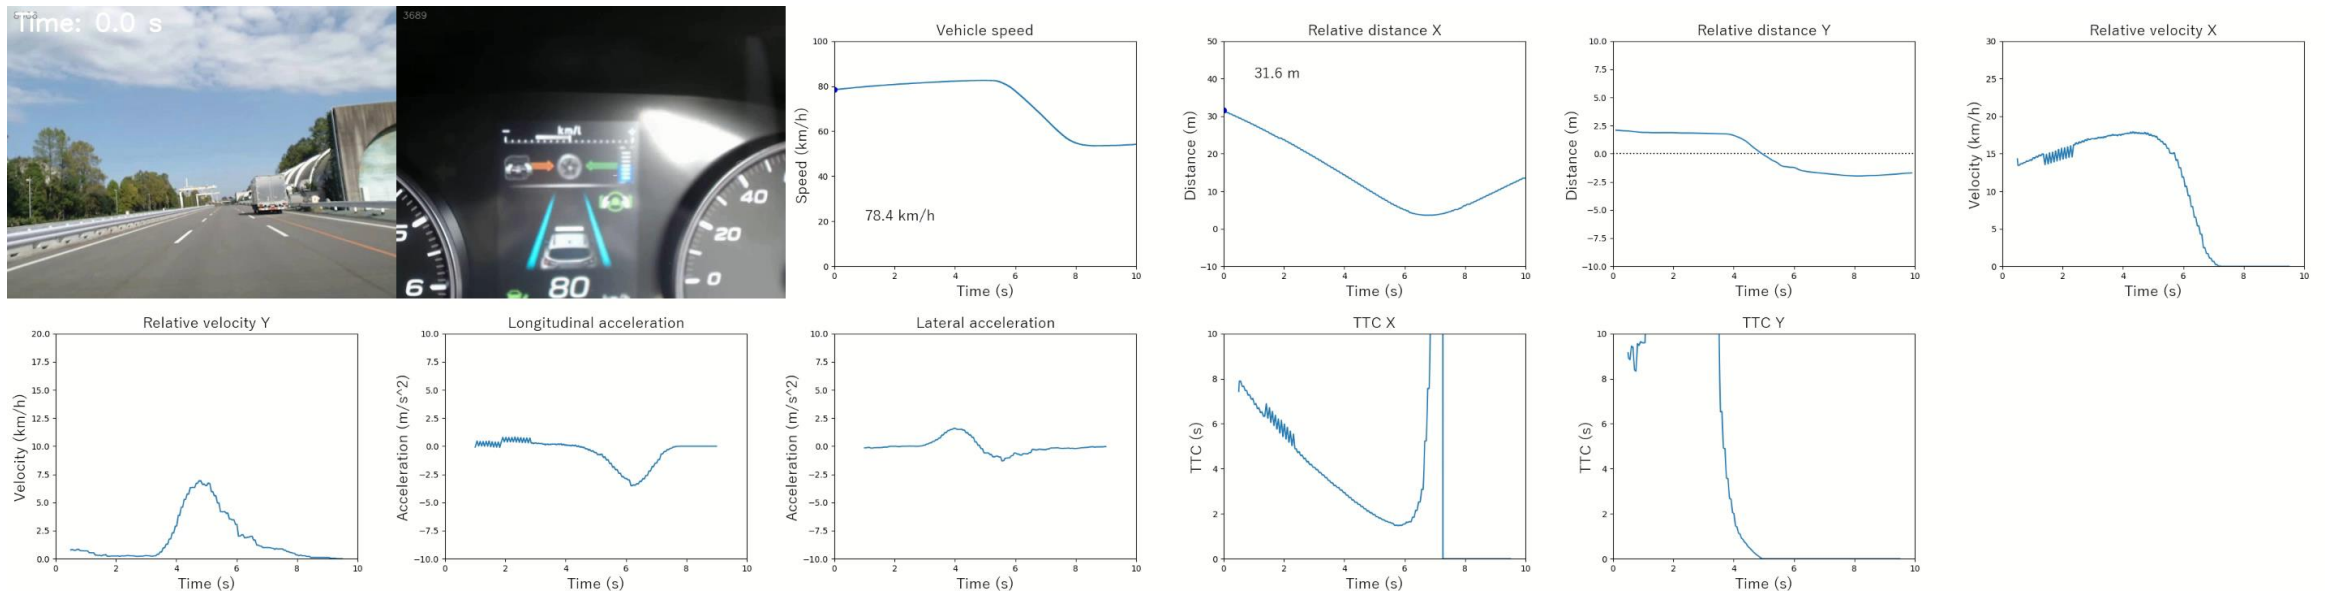 Time: 0.0 s
3689
km/l
80
5
6
40
20
0
Vehicle speed
100
80
60
40
20
0
Speed (km/h)
78.4 km/h
0 2 4 6 8 10
Time (s)
Relative distance X
50
40
30
20
10
0
−10
Distance (m)
31.6 m
0 2 4 6 8 10
Time (s)
Relative distance Y
10.0
7.5
5.0
2.5
0.0
−2.5
−5.0
−7.5
−10.0
Distance (m)
0 2 4 6 8 10
Time (s)
Relative velocity X
30
25
20
15
10
5
0
Velocity (km/h)
0 2 4 6 8 10
Time (s)
Relative velocity Y
20.0
17.5
15.0
12.5
10.0
7.5
5.0
2.5
0.0
Velocity (km/h)
0 2 4 6 8 10
Time (s)
Longitudinal acceleration
10.0
7.5
5.0
2.5
0.0
−2.5
−5.0
−7.5
−10.0
Acceleration (m/s^2)
0 2 4 6 8 10
Time (s)
Lateral acceleration
10.0
7.5
5.0
2.5
0.0
−2.5
−5.0
−7.5
−10.0
Acceleration (m/s^2)
0 2 4 6 8 10
Time (s)
TTC X
10
8
6
4
2
0
TTC (s)
0 2 4 6 8 10
Time (s)
TTC Y
10
8
6
4
2
0
TTC (s)
0 2 4 6 8 10
Time (s)